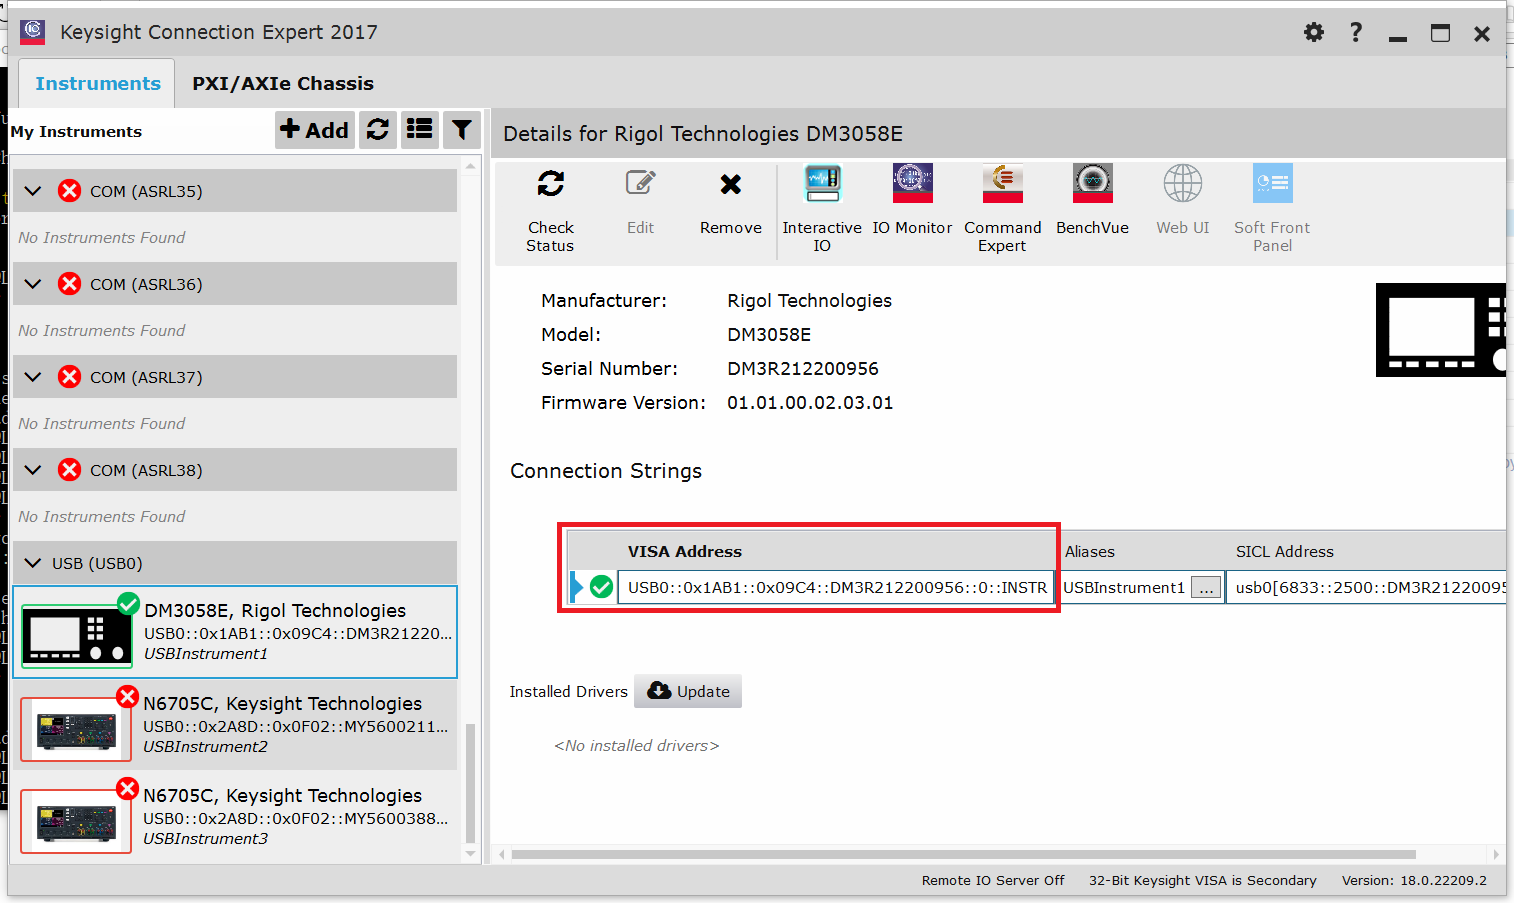 Keysight Connection Expert 2017
Instruments
PXI/AXIe Chassis
My Instruments
Add
COM (ASRL35)
No Instruments Found
COM (ASRL36)
No Instruments Found
COM (ASRL37)
No Instruments Found
COM (ASRL38)
No Instruments Found
USB (USB0)
DM3058E, Rigol Technologies
USB0::0x1AB1::0x09C4::DM3R21220...
USBInstrument1
N6705C, Keysight Technologies
USB0::0x2A8D::0x0F02::MY5600211...
USBInstrument2
N6705C, Keysight Technologies
USB0::0x2A8D::0x0F02::MY5600388...
USBInstrument3
Details for Rigol Technologies DM3058E
Check Status
Edit
Remove
Interactive IO
IO Monitor
Command Expert
BenchVue
Web UI
Soft Front Panel
Manufacturer: Rigol Technologies
Model: DM3058E
Serial Number: DM3R212200956
Firmware Version: 01.01.00.02.03.01
Connection Strings
VISA Address Aliases SICL Address
USB0::0x1AB1::0x09C4::DM3R212200956::0::INSTR USBInstrument1 ... usb0[6833::2500::DM3R21220095
Installed Drivers Update
<No installed drivers>
Remote IO Server Off 32-Bit Keysight VISA is Secondary Version: 18.0.22209.2